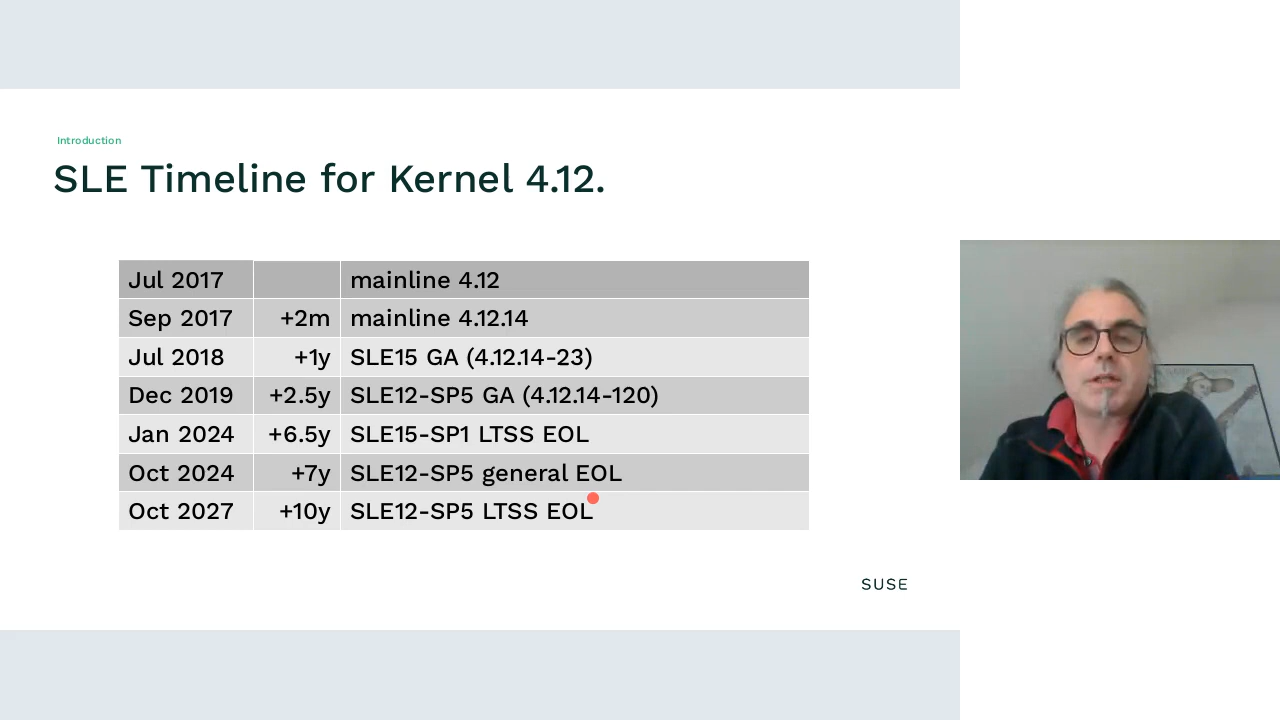 Introduction
SLE Timeline for Kernel 4.12.
Jul 2017 mainline 4.12
Sep 2017 +2m mainline 4.12.14
Jul 2018 +1y SLE15 GA (4.12.14-23)
Dec 2019 +2.5y SLE12-SP5 GA (4.12.14-120)
Jan 2024 +6.5y SLE15-SP1 LTSS EOL
Oct 2024 +7y SLE12-SP5 general EOL
Oct 2027 +10y SLE12-SP5 LTSS EOL
SUSE